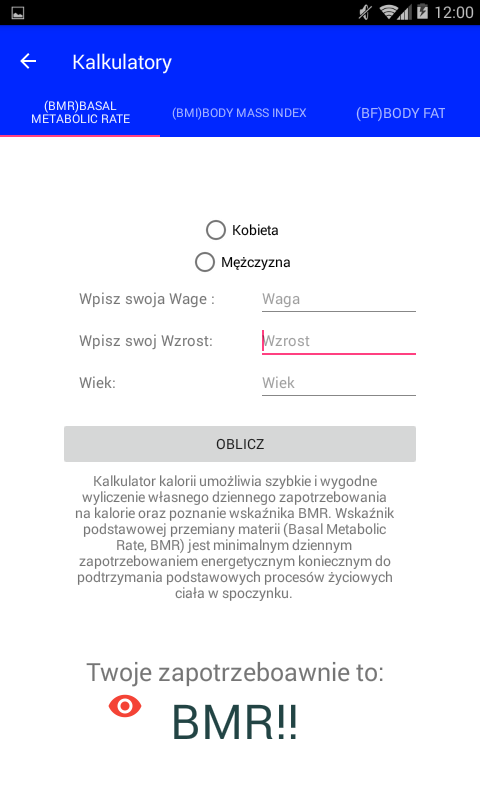 12:00
Kalkulatory
(BMR)BASAL
METABOLIC RATE
(BMI)BODY MASS INDEX
(BF)BODY FAT
Kobieta
Mężczyzna
Wpisz swoja Wage :
Waga
Wpisz swoj Wzrost:
Wzrost
Wiek:
Wiek
OBLICZ
Kalkulator kalorii umożliwia szybkie i wygodne
wyliczenie własnego dziennego zapotrzebowania
na kalorie oraz poznanie wskaźnika BMR. Wskaźnik
podstawowej przemiany materii (Basal Metabolic
Rate, BMR) jest minimalnym dziennym
zapotrzebowaniem energetycznym koniecznym do
podtrzymania podstawowych procesów życiowych
ciała w spoczynku.
Twoje zapotrzeboawnie to:
BMR!!